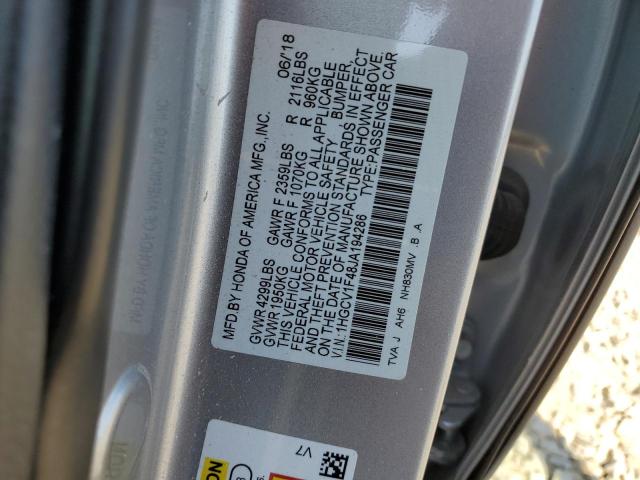 MFD.BY HONDA OF AMERICA MFG.,INC. 06/'18
GVWR 4299LBS GAWR F 2359LBS R 2116LBS
GVWR 1950KG GAWR F 1070KG R 960KG
THIS VEHICLE CONFORMS TO ALL APPLICABLE
FEDERAL MOTOR VEHICLE SAFETY , BUMPER,
AND THEFT PREVENTION STANDARDS IN EFFECT
ON THE DATE OF MANUFACTURE SHOWN ABOVE.
V.I.N.:1HGCV1F48JA194286 TYPE:PASSENGER CAR
TVA J AH6 NH830MV .B .A
V7